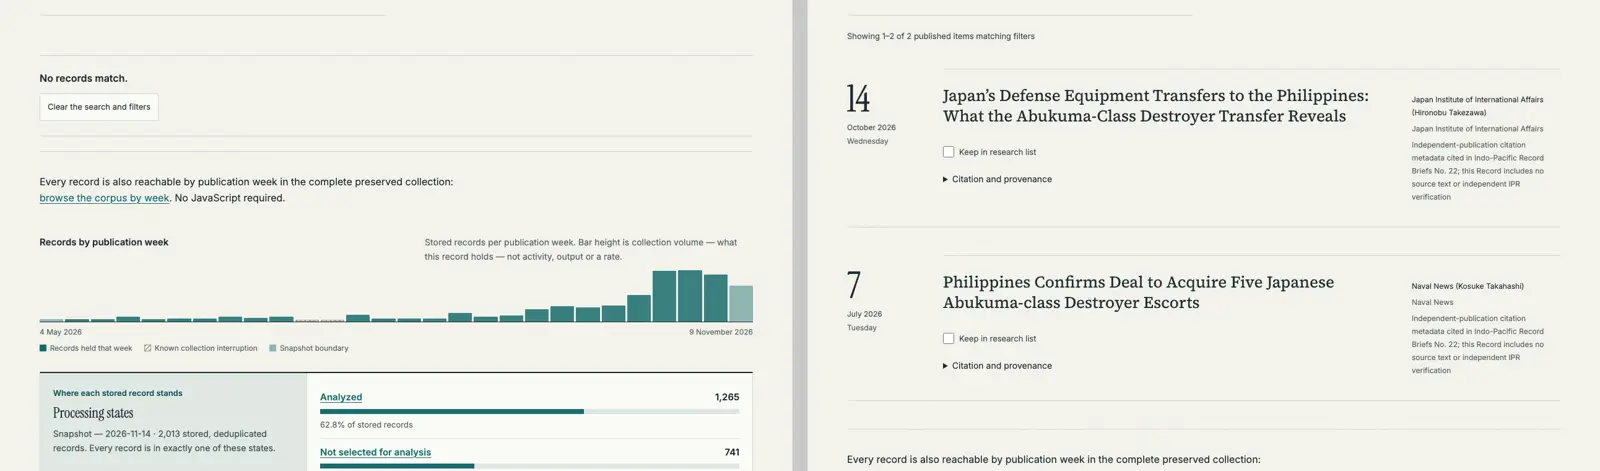 No records match.
Clear the search and filters
Every record is also reachable by publication week in the complete preserved collection:
browse the corpus by week. No JavaScript required.
Records by publication week
Stored records per publication week. Bar height is collection volume — what
this record holds — not activity, output or a rate.
4 May 2026
9 November 2026
Records held that week
Known collection interruption
Snapshot boundary
Where each stored record stands
Processing states
Snapshot — 2026-11-14 · 2,013 stored, deduplicated
records. Every record is in exactly one of these states.
Analyzed
1,265
62.8% of stored records
Not selected for analysis
741
Showing 1–2 of 2 published items matching filters
14
October 2026
Wednesday
Japan’s Defense Equipment Transfers to the Philippines:
What the Abukuma-Class Destroyer Transfer Reveals
Keep in research list
Citation and provenance
Japan Institute of International Affairs
(Hironobu Takezawa)
Japan Institute of International Affairs
Independent-publication citation
metadata cited in Indo-Pacific Record
Briefs No. 22; this Record includes no
source text or independent IPR
verification
7
July 2026
Tuesday
Philippines Confirms Deal to Acquire Five Japanese
Abukuma-class Destroyer Escorts
Keep in research list
Citation and provenance
Naval News (Kosuke Takahashi)
Naval News
Independent-publication citation
metadata cited in Indo-Pacific Record
Briefs No. 22; this Record includes no
source text or independent IPR
verification
Every record is also reachable by publication week in the complete preserved collection: